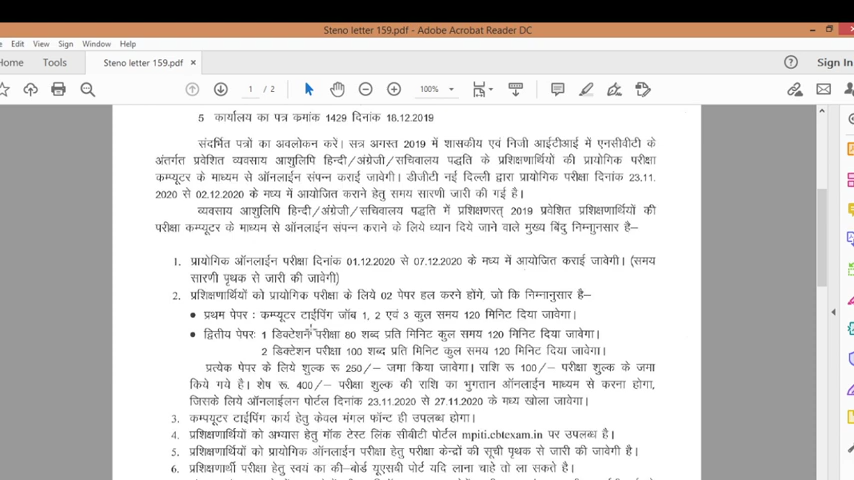 Steno letter 159.pdf - Adobe Acrobat Reader DC
Edit View Sign Window Help
Home Tools Steno letter 159.pdf × ? Sign In
1 / 2 100%
5 कार्यालय का पत्र कमांक 1429 दिनांक 18.12.2019
संदर्भित पत्रों का अवलोकन करें। सत्र अगस्त 2019 में शासकीय एवं निजी आईटीआई में एनसीवीटी के
अंतर्गत प्रवेशित व्यवसाय आशुलिपि हिन्दी/अंग्रेजी/सचिवालय पद्धति के प्रशिक्षणार्थियों की प्रायोगिक परीक्षा
कम्प्यूटर के माध्यम से ऑनलाईन संपन्न कराई जावेगी। डीजीटी नई दिल्ली द्वारा प्रायोगिक परीक्षा दिनांक 23.11.
2020 से 02.12.2020 के मध्य में आयोजित कराने हेतु समय सारणी जारी की गई है।
व्यवसाय आशुलिपि हिन्दी/अंग्रेजी/सचिवालय पद्धति में प्रशिक्षणरत् 2019 प्रवेशित प्रशिक्षणार्थियों की
परीक्षा कम्प्यूटर के माध्यम से ऑनलाईन संपन्न कराने के लिये ध्यान दिये जाने वाले मुख्य बिंदु निम्नानुसार है–
1. प्रायोगिक ऑनलाईन परीक्षा दिनांक 01.12.2020 से 07.12.2020 के मध्य में आयोजित कराई जावेगी। (समय
सारणी पृथक से जारी की जावेगी)
2. प्रशिक्षणार्थियों को प्रायोगिक परीक्षा के लिये 02 पेपर हल करने होंगे, जो कि निम्नानुसार है–
• प्रथम पेपर : कम्प्यूटर टाईपिंग जॉब 1, 2 एवं 3 कुल समय 120 मिनिट दिया जावेगा।
• द्वितीय पेपरः 1 डिक्टेशन परीक्षा 80 शब्द प्रति मिनिट कुल समय 120 मिनिट दिया जावेगा।
2 डिक्टेशन परीक्षा 100 शब्द प्रति मिनिट कुल समय 120 मिनिट दिया जावेगा।
प्रत्येक पेपर के लिये शुल्क रू 250/– जमा किया जावेगा। राशि रू 100/– परीक्षा शुल्क के जमा
किये गये है। शेष रू. 400/– परीक्षा शुल्क की राशि का भुगतान ऑनलाईन माध्यम से करना होगा,
जिसके लिये ऑनलाईलन पोर्टल दिनांक 23.11.2020 से 27.11.2020 के मध्य खोला जावेगा।
3. कम्पयूटर टाईपिंग कार्य हेतु केवल मंगल फॉन्ट ही उपलब्ध होगा।
4. प्रशिक्षणार्थियों को अभ्यास हेतु मॉक टेस्ट लिंक सीबीटी पोर्टल mpiti.cbtexam.in पर उपलब्ध है।
5. प्रशिक्षणार्थियों को प्रायोगिक ऑनलाईन परीक्षा हेतु परीक्षा केन्द्रों की सूची पृथक से जारी की जावेगी है।
6. प्रशिक्षणार्थी परीक्षा हेतु स्वयं का की–बोर्ड यूएसवी पोर्ट यदि लाना चाहे तो ला सकते है।